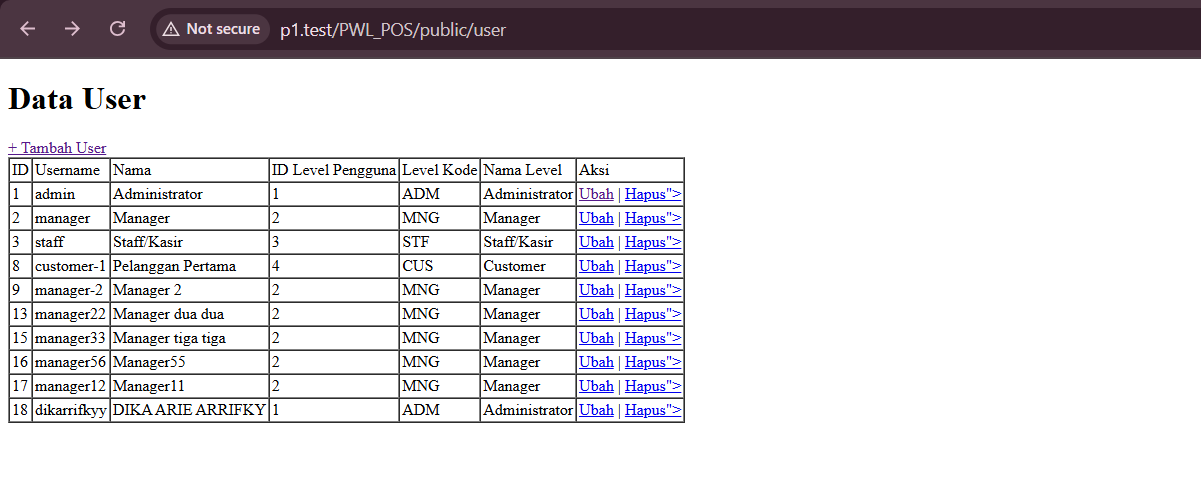 Not secure p1.test/PWL_POS/public/user
Data User
+ Tambah User
ID Username Nama ID Level Pengguna Level Kode Nama Level Aksi
1 admin Administrator 1 ADM Administrator Ubah | Hapus">
2 manager Manager 2 MNG Manager Ubah | Hapus">
3 staff Staff/Kasir 3 STF Staff/Kasir Ubah | Hapus">
8 customer-1 Pelanggan Pertama 4 CUS Customer Ubah | Hapus">
9 manager-2 Manager 2 2 MNG Manager Ubah | Hapus">
13 manager22 Manager dua dua 2 MNG Manager Ubah | Hapus">
15 manager33 Manager tiga tiga 2 MNG Manager Ubah | Hapus">
16 manager56 Manager55 2 MNG Manager Ubah | Hapus">
17 manager12 Manager11 2 MNG Manager Ubah | Hapus">
18 dikarrifkyy DIKA ARIE ARRIFKY 1 ADM Administrator Ubah | Hapus">